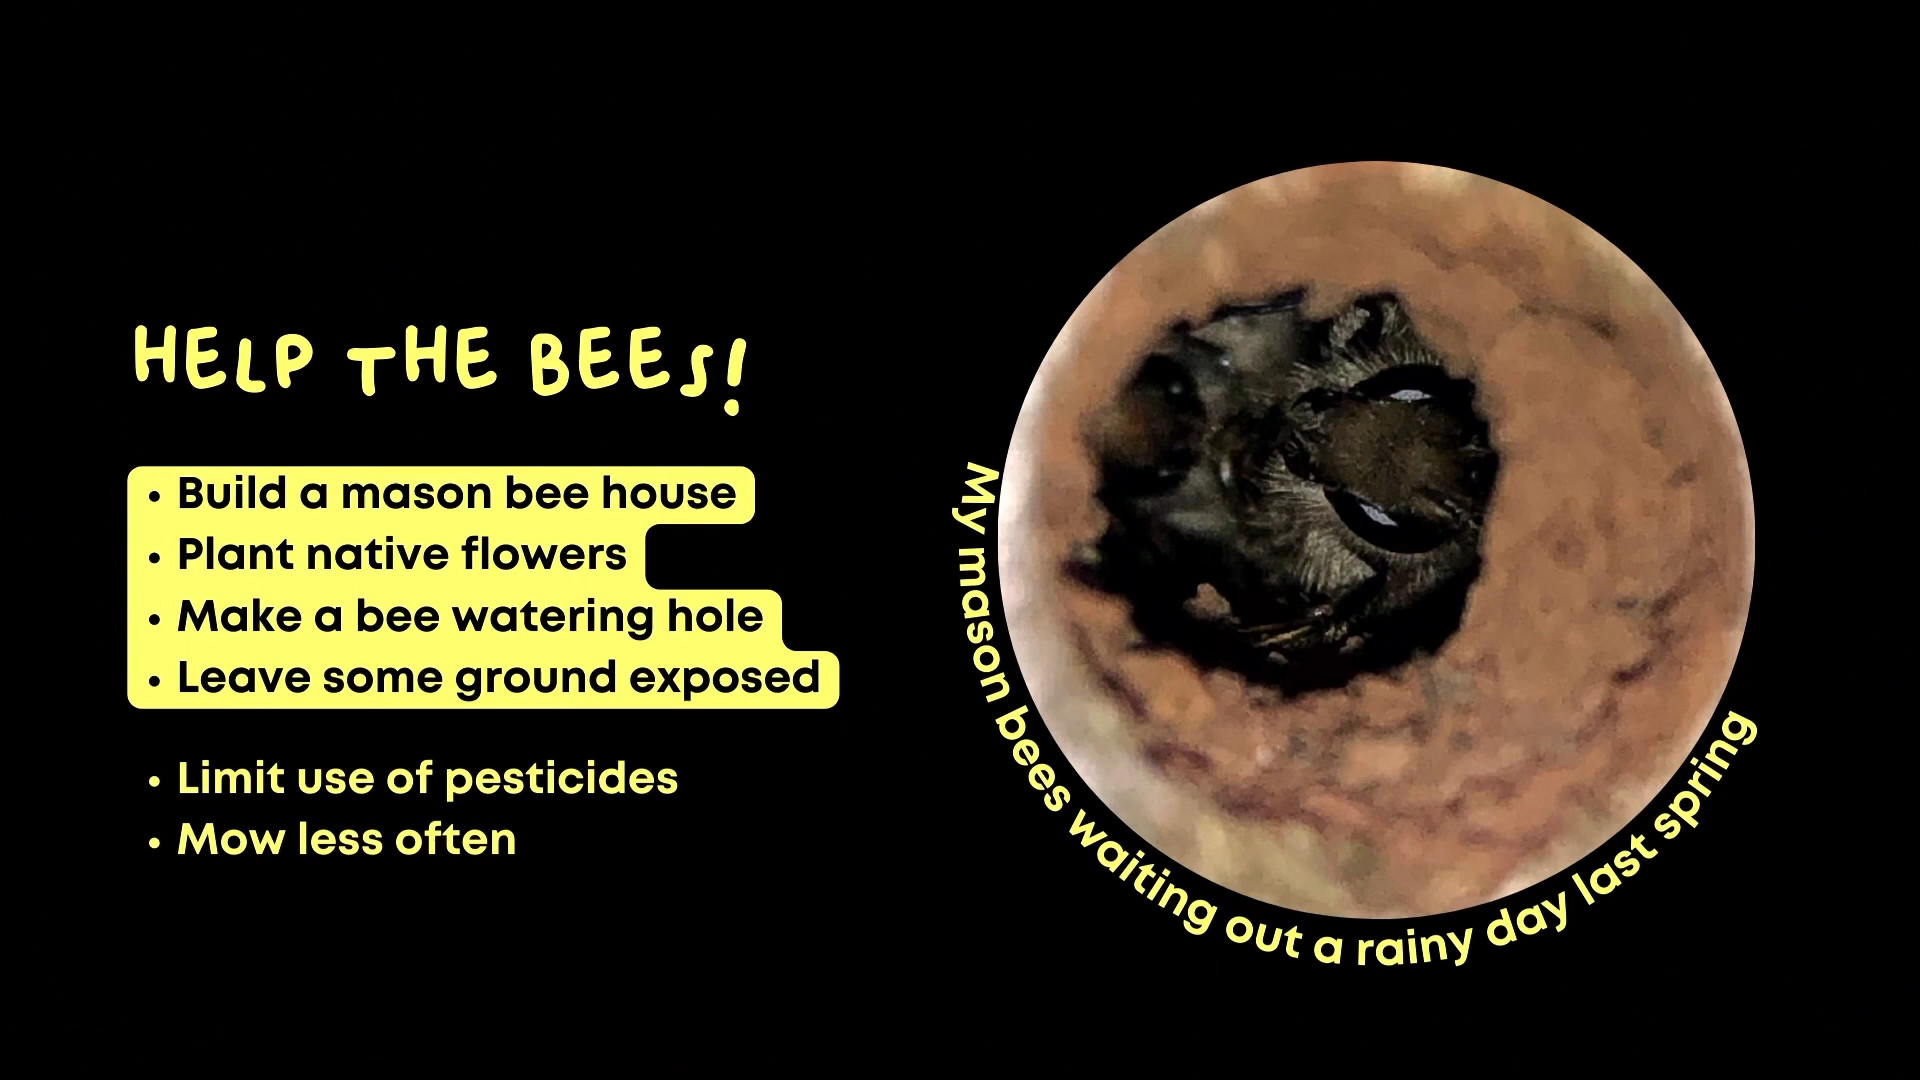 HELP THE BEES!
• Build a mason bee house
• Plant native flowers
• Make a bee watering hole
• Leave some ground exposed
• Limit use of pesticides
• Mow less often
My mason bees waiting out a rainy day last spring